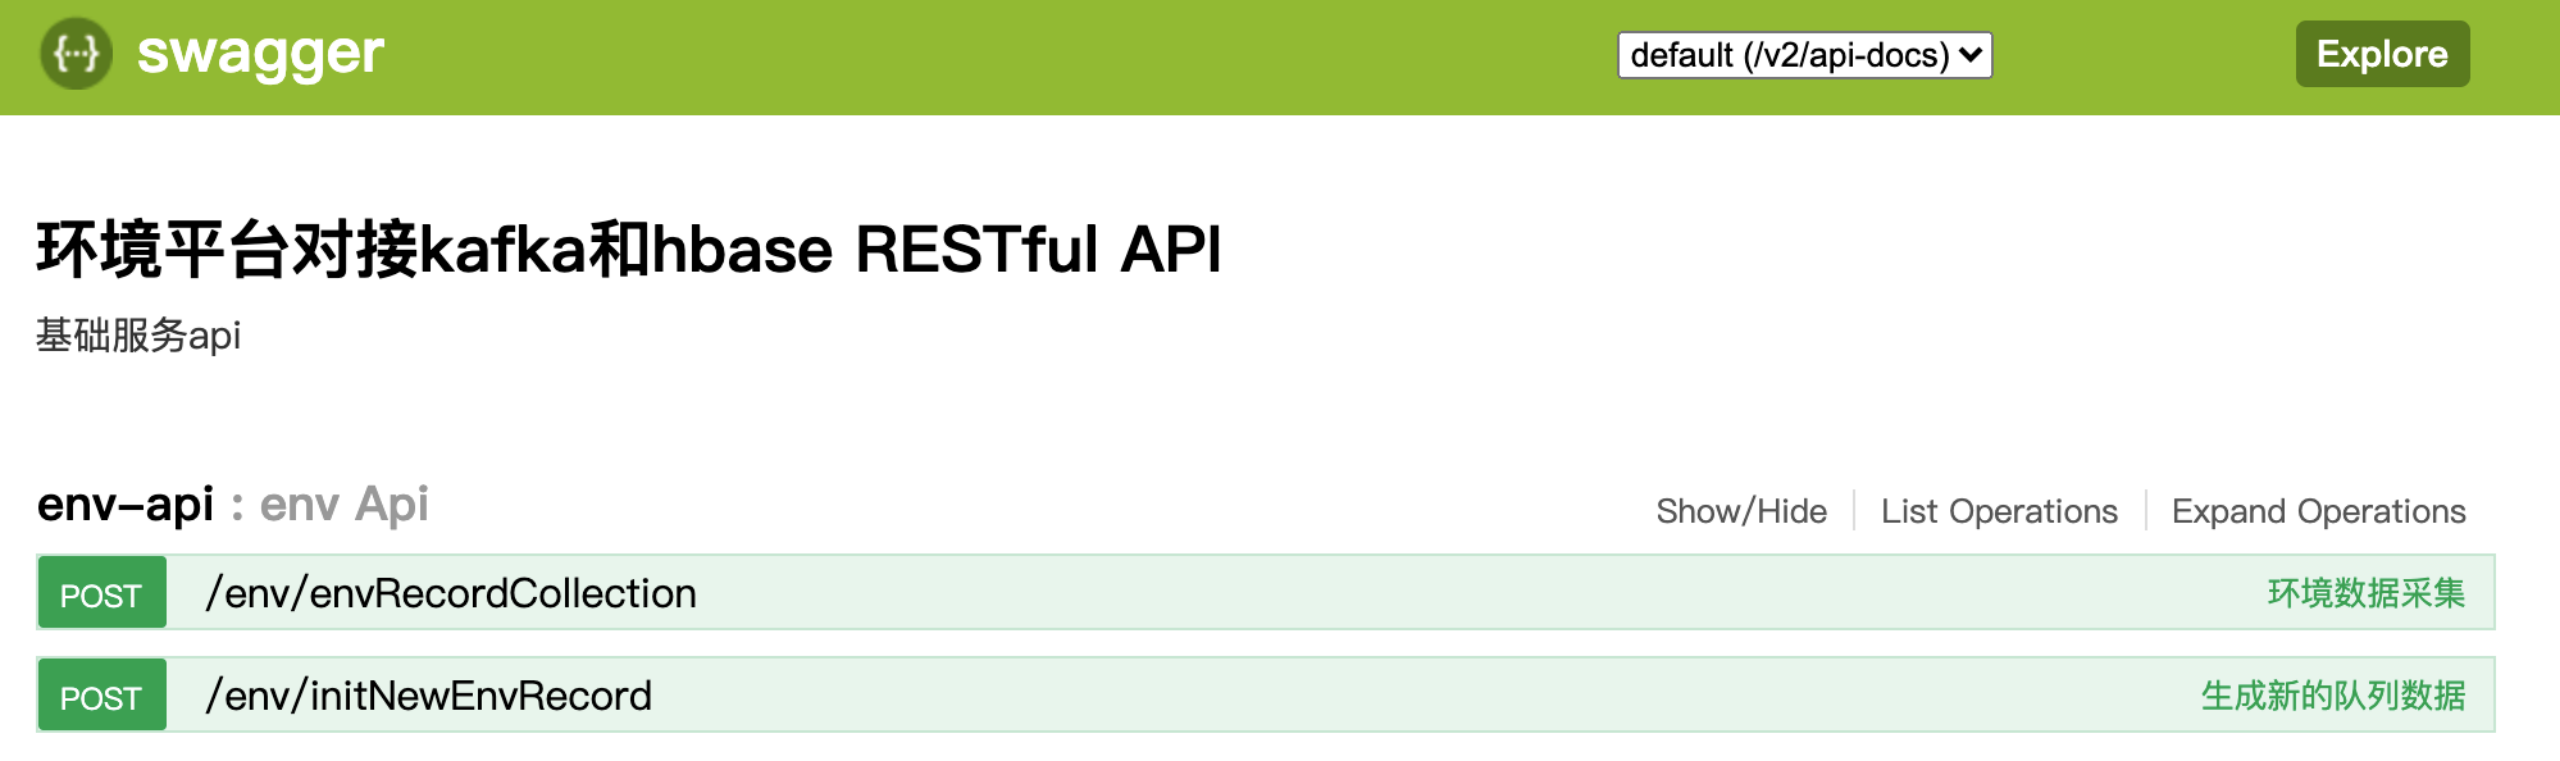 {···} swagger default (/v2/api-docs) Explore
环境平台对接kafka和hbase RESTful API
基础服务api
env-api : env Api Show/Hide List Operations Expand Operations
POST /env/envRecordCollection 环境数据采集
POST /env/initNewEnvRecord 生成新的队列数据